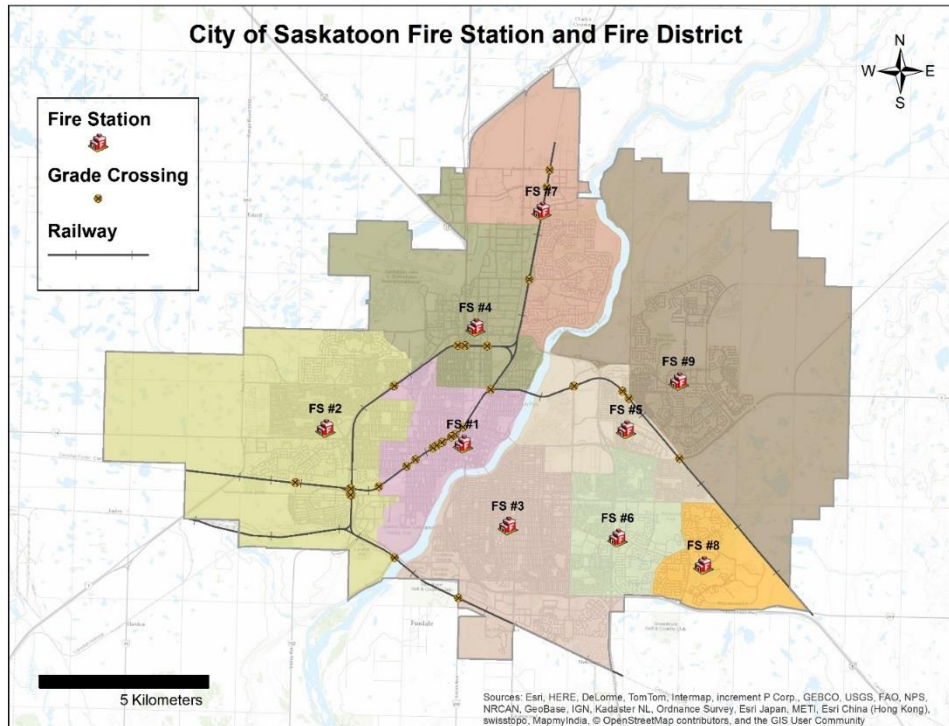 City of Saskatoon Fire Station and Fire District
N
W E
S
Fire Station
Grade Crossing
Railway
FS #7
FS #4
FS #9
FS #2
FS #1
FS #5
FS #3
FS #6
FS #8
5 Kilometers
Sources: Esri, HERE, DeLorme, TomTom, Intermap, increment P Corp., GEBCO, USGS, FAO, NPS,
NRCAN, GeoBase, IGN, Kadaster NL, Ordnance Survey, Esri Japan, METI, Esri China (Hong Kong),
swisstopo, MapmyIndia, © OpenStreetMap contributors, and the GIS User Community